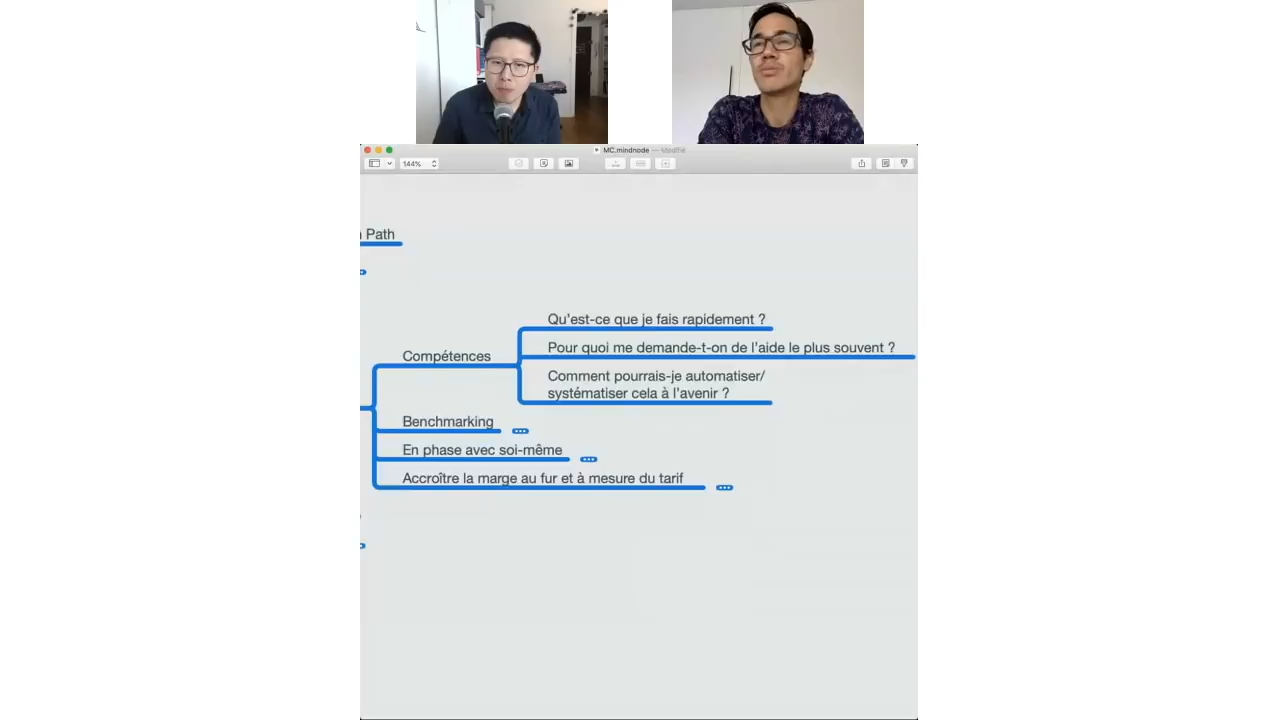 MC.mindnode — Modifié
144%
Path
Qu'est-ce que je fais rapidement ?
Pour quoi me demande-t-on de l'aide le plus souvent ?
Compétences
Comment pourrais-je automatiser/
systématiser cela à l'avenir ?
Benchmarking
En phase avec soi-même
Accroître la marge au fur et à mesure du tarif